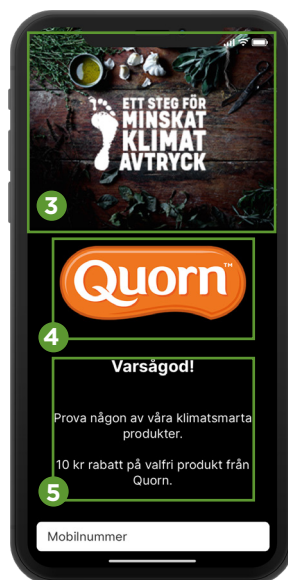 ETT STEG FÖR
MINSKAT
KLIMAT
AVTRYCK
3
Quorn™
4
Varsågod!
Prova någon av våra klimatsmarta
produkter.
10 kr rabatt på valfri produkt från
Quorn.
5
Mobilnummer